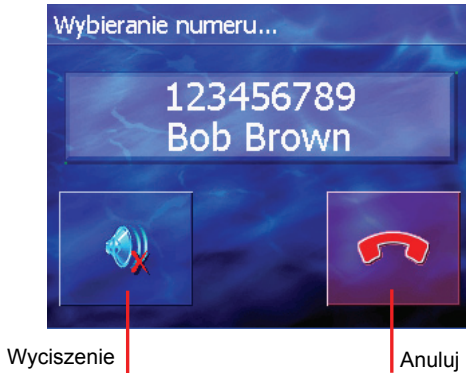 Wybieranie numeru...
123456789
Bob Brown
Wyciszenie
Anuluj